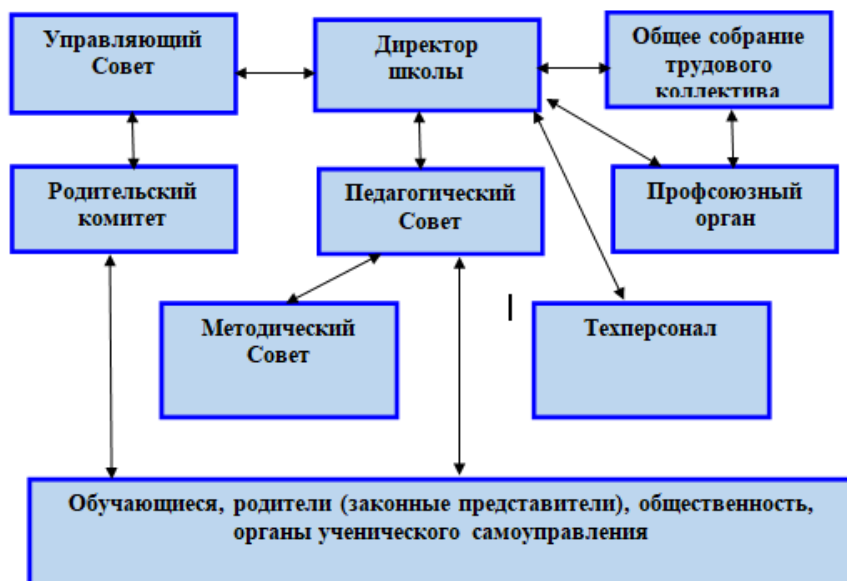 Управляющий
Совет
Директор
школы
Общее собрание
трудового
коллектива
Родительский
комитет
Педагогический
Совет
Профсоюзный
орган
Методический
Совет
Техперсонал
Обучающиеся, родители (законные представители), общественность,
органы ученического самоуправления